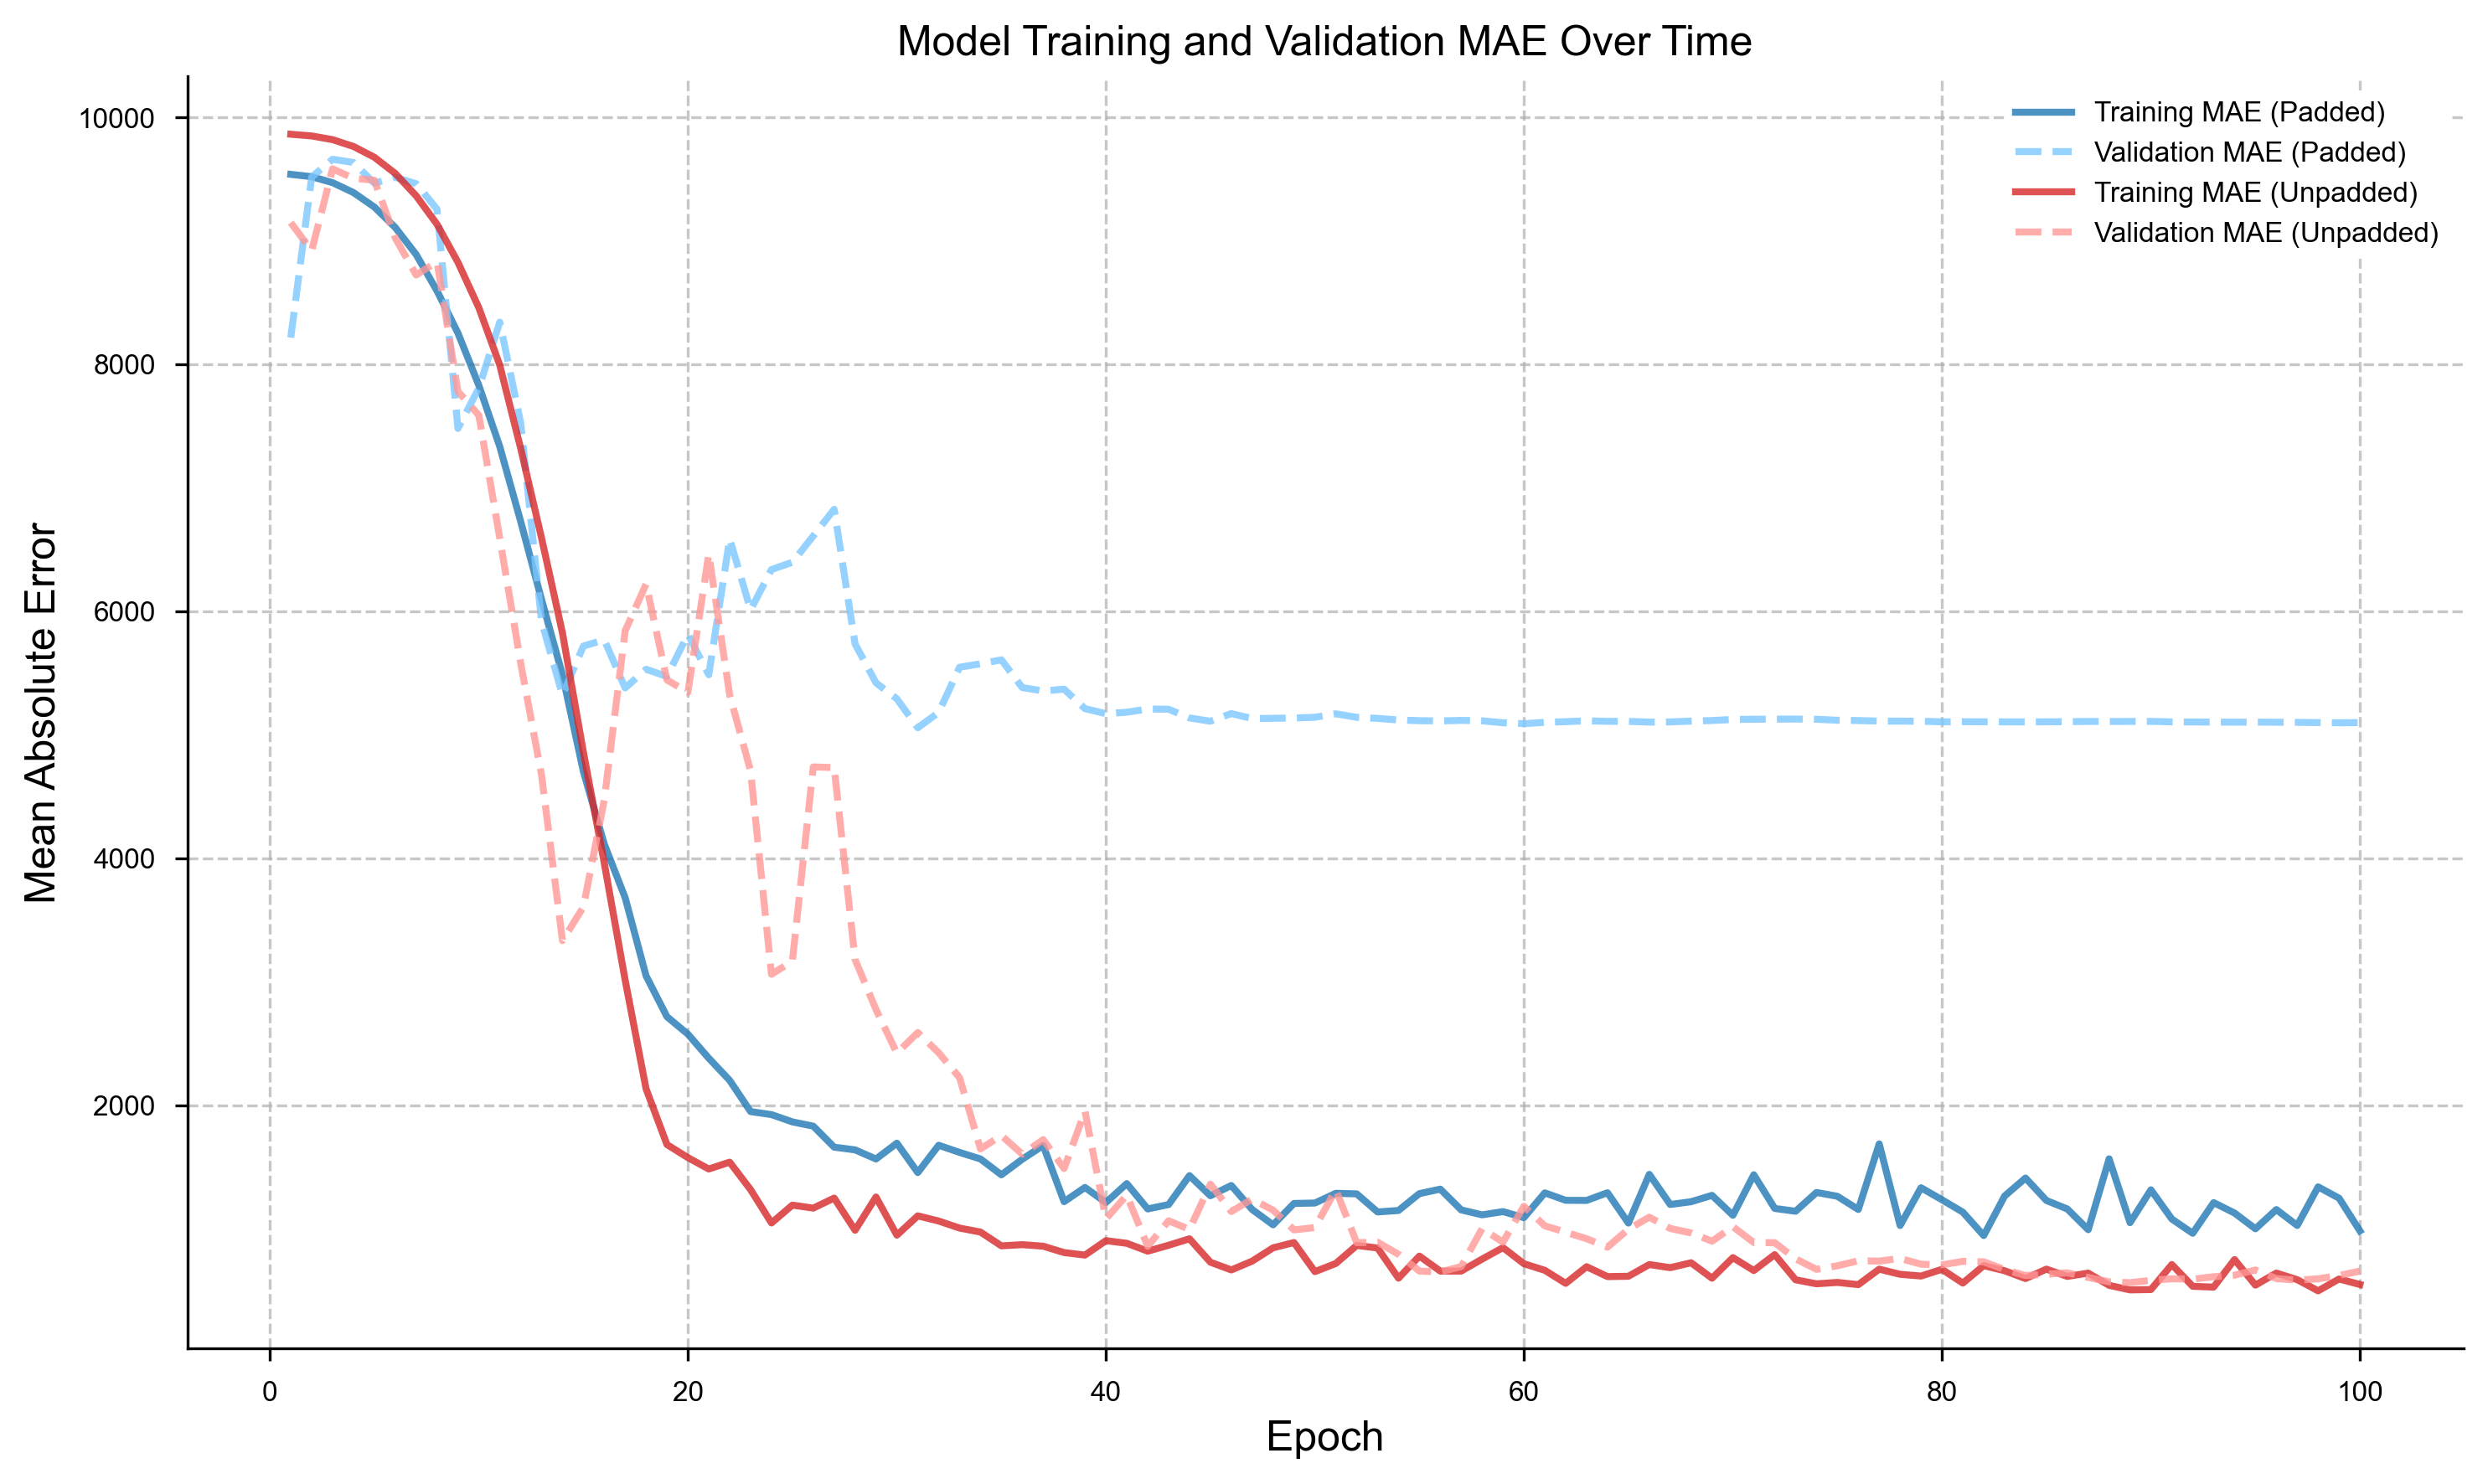 Model Training and Validation MAE Over Time
10000
8000
6000
4000
2000
Mean Absolute Error
Training MAE (Padded)
Validation MAE (Padded)
Training MAE (Unpadded)
Validation MAE (Unpadded)
0 20 40 60 80 100
Epoch